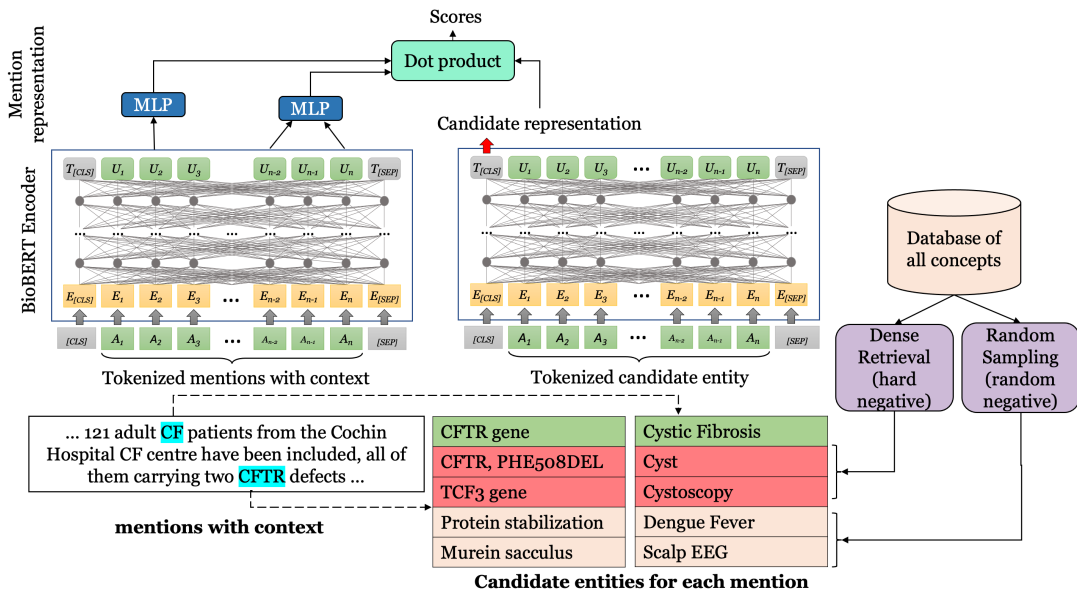 Scores
Dot product
Mention
representation
MLP
MLP
Candidate representation
BioBERT Encoder
T[CLS] U1 U2 U3 Un-2 Un-1 Un T[SEP]
... ... ...
E[CLS] E1 E2 E3 ... En-2 En-1 En E[SEP]
[CLS] A1 A2 A3 ... An-2 An-1 An [SEP]
Tokenized mentions with context
T[CLS] U1 U2 U3 ... Un-2 Un-1 Un T[SEP]
... ... ...
E[CLS] E1 E2 E3 ... En-2 En-1 En E[SEP]
[CLS] A1 A2 A3 ... An-2 An-1 An [SEP]
Tokenized candidate entity
Database of
all concepts
Dense
Retrieval
(hard
negative)
Random
Sampling
(random
negative)
... 121 adult CF patients from the Cochin
Hospital CF centre have been included, all of
them carrying two CFTR defects ...
mentions with context
CFTR gene
CFTR, PHE508DEL
TCF3 gene
Protein stabilization
Murein sacculus
Cystic Fibrosis
Cyst
Cystoscopy
Dengue Fever
Scalp EEG
Candidate entities for each mention